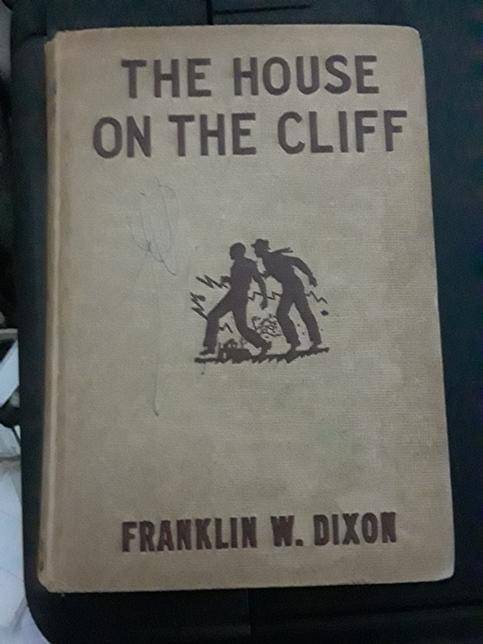 THE HOUSE
ON THE CLIFF
FRANKLIN W. DIXON